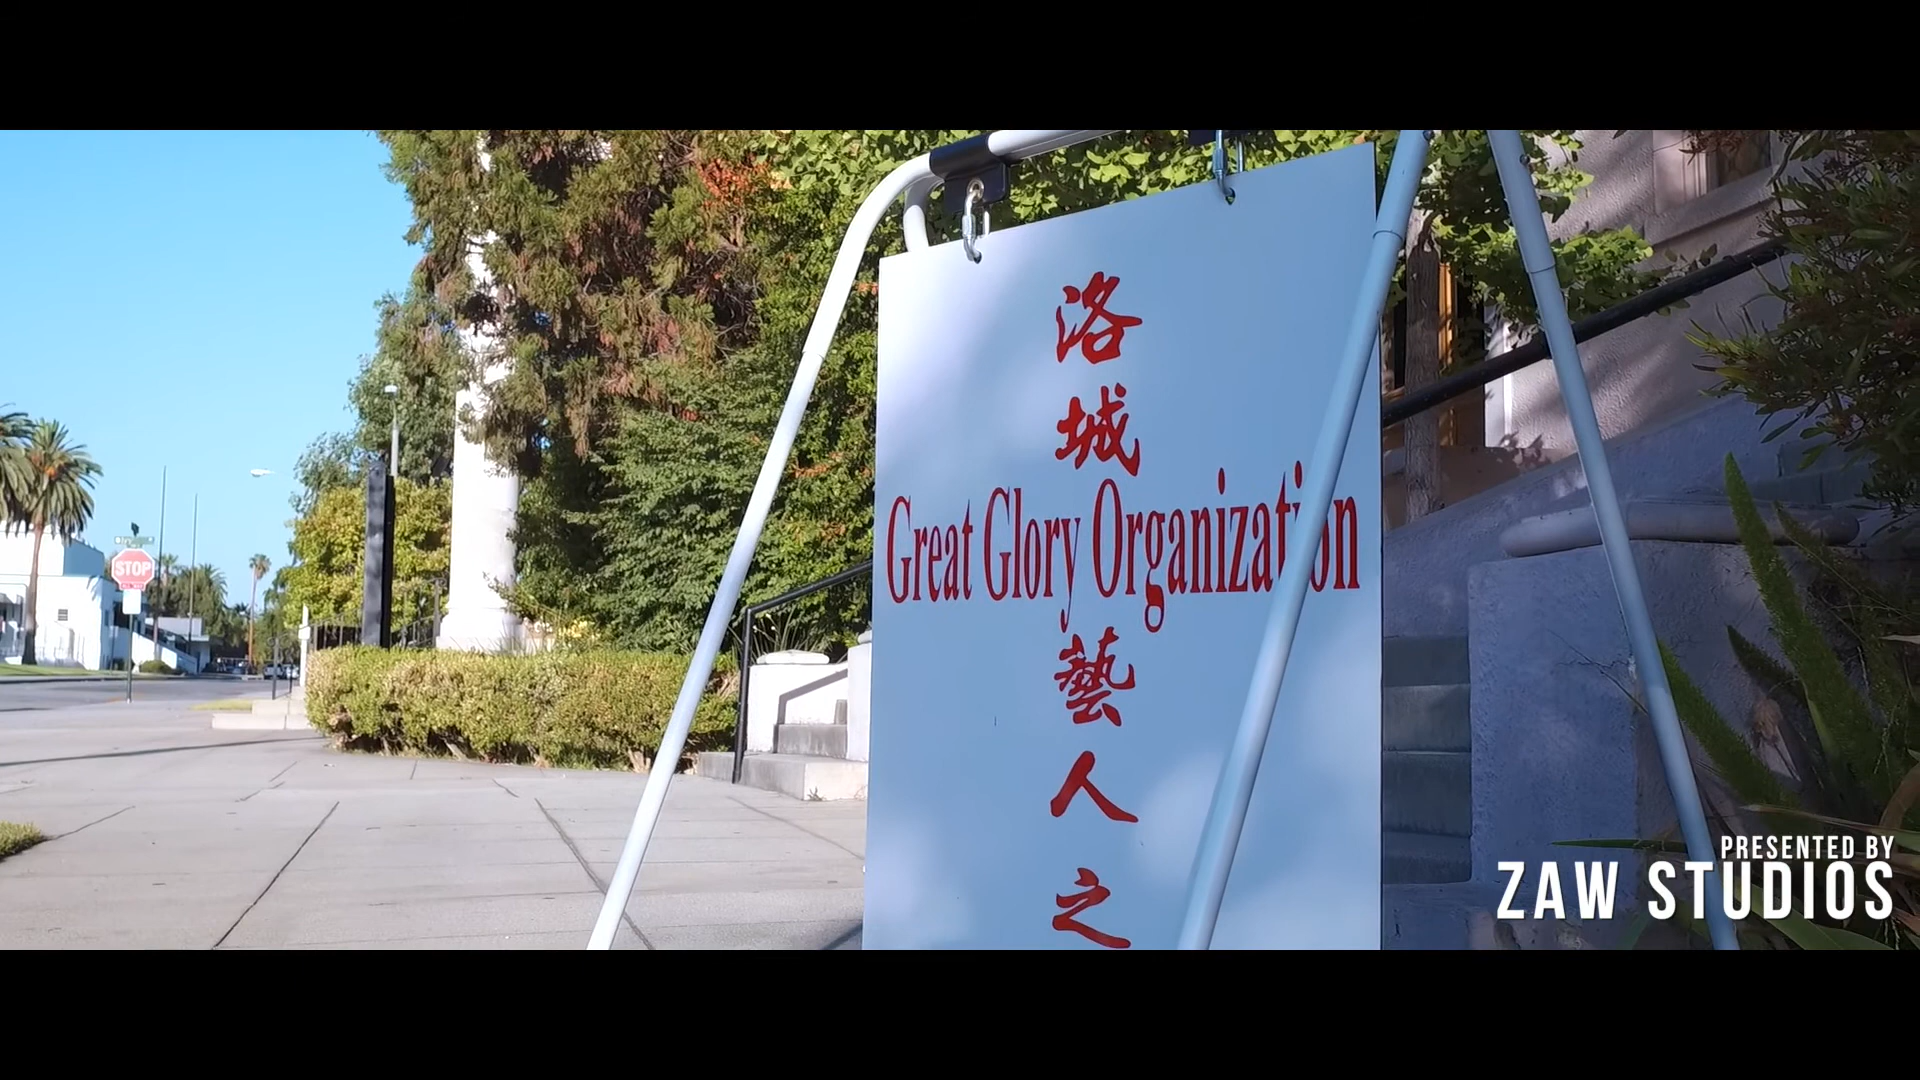 洛
城
Great Glory Organization
藝
人
之
STOP
PRESENTED BY
ZAW STUDIOS